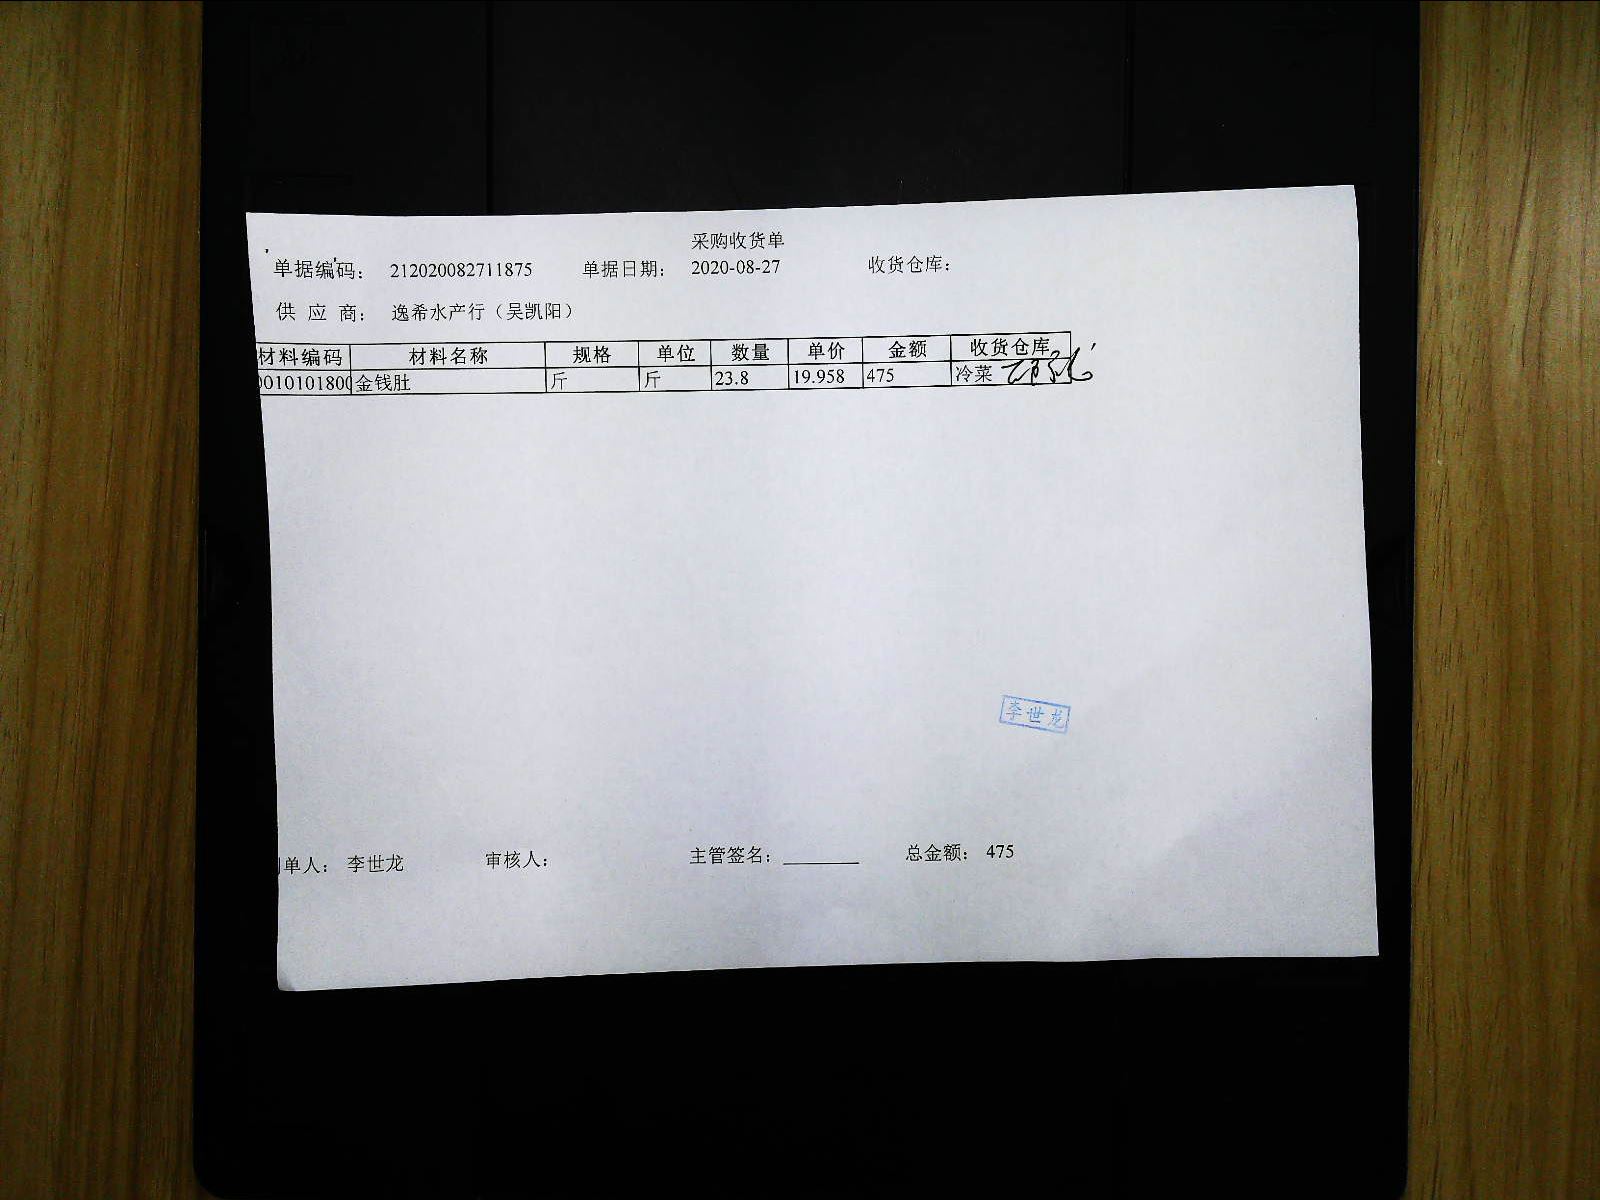 采购收货单
单据编码： 212020082711875 单据日期： 2020-08-27 收货仓库：
供 应 商： 逸希水产行（吴凯阳）
材料编码 材料名称 规格 单位 数量 单价 金额 收货仓库
0010101800 金钱肚 斤 斤 23.8 19.958 475 冷菜
李世龙
单人： 李世龙 审核人： 主管签名： 总金额： 475